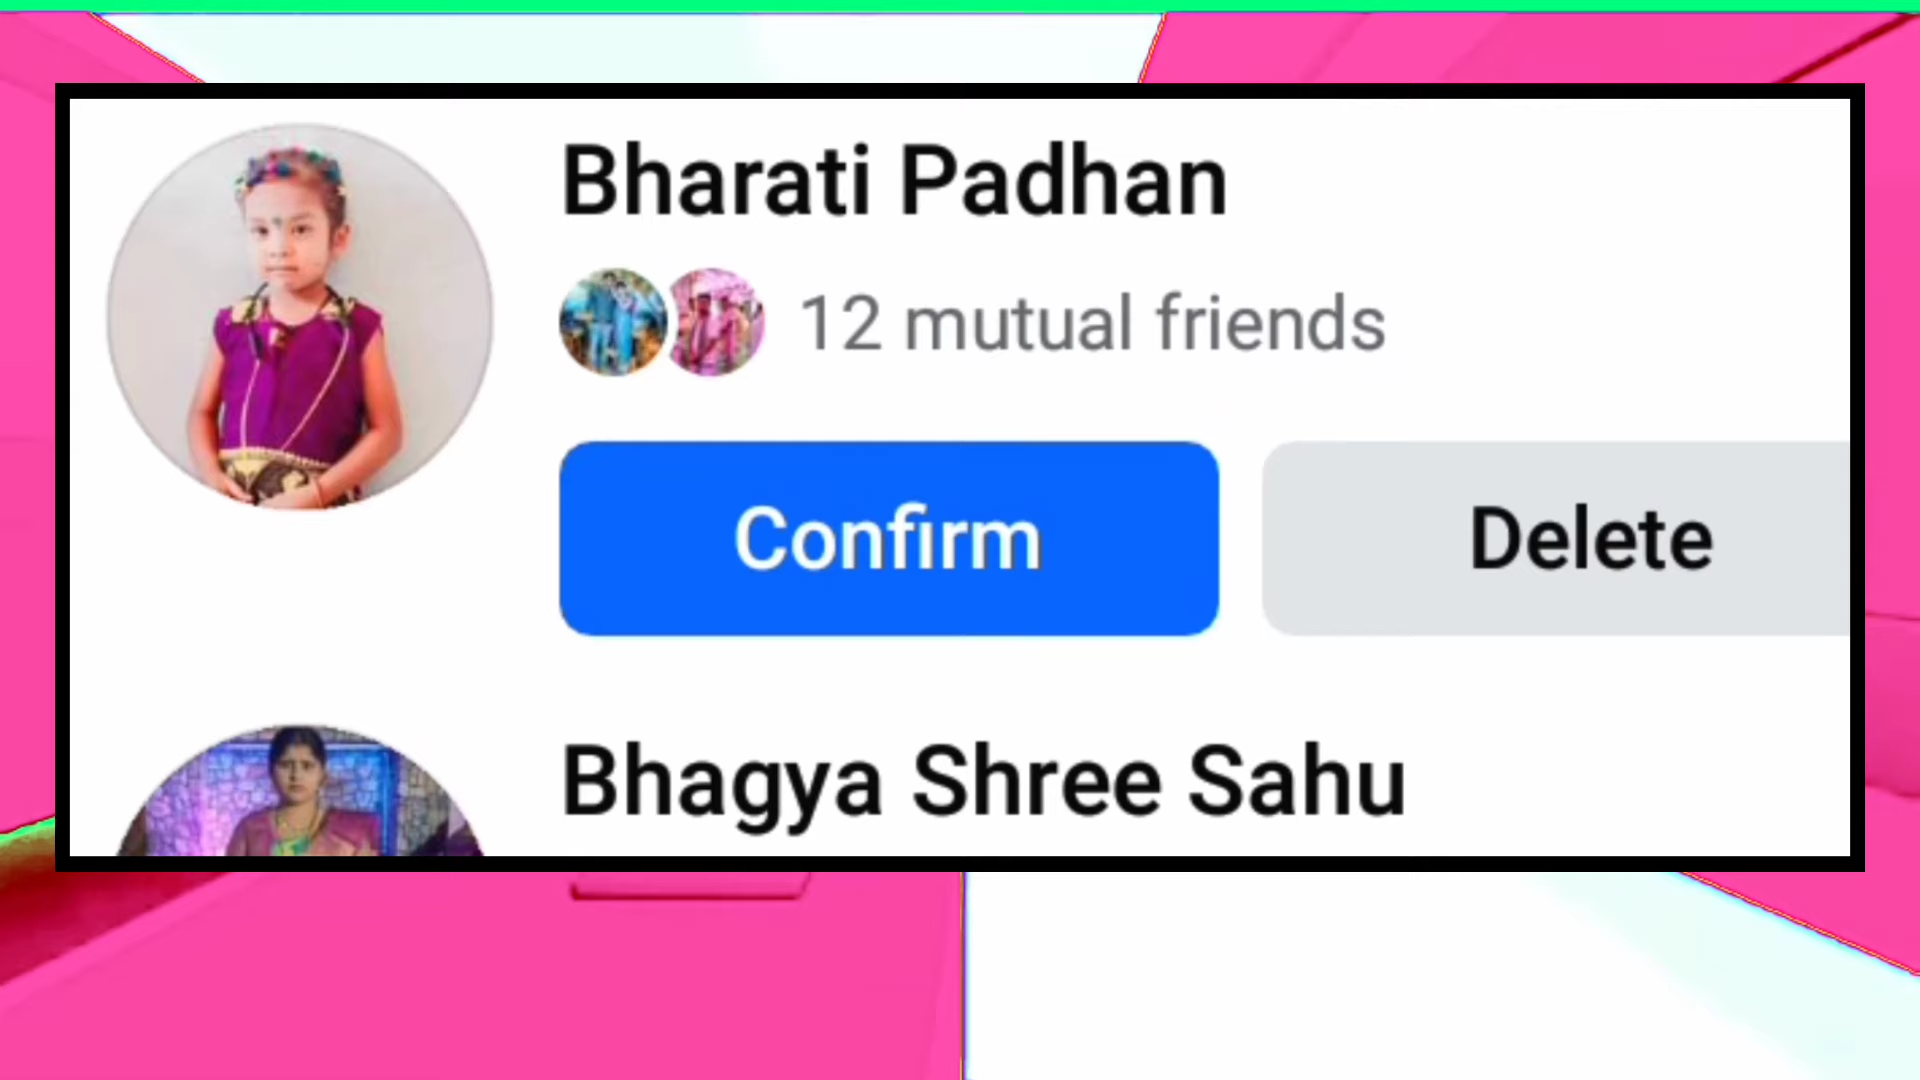 Bharati Padhan
12 mutual friends
Confirm
Delete
Bhagya Shree Sahu